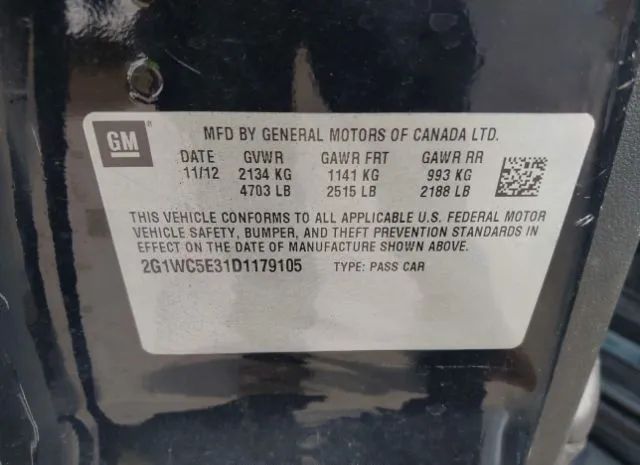 GM ®
MFD BY GENERAL MOTORS OF CANADA LTD.
DATE GVWR GAWR FRT GAWR RR
11/12 2134 KG 1141 KG 993 KG
4703 LB 2515 LB 2188 LB
THIS VEHICLE CONFORMS TO ALL APPLICABLE U.S. FEDERAL MOTOR
VEHICLE SAFETY, BUMPER, AND THEFT PREVENTION STANDARDS IN
EFFECT ON THE DATE OF MANUFACTURE SHOWN ABOVE.
2G1WC5E31D1179105 TYPE: PASS CAR